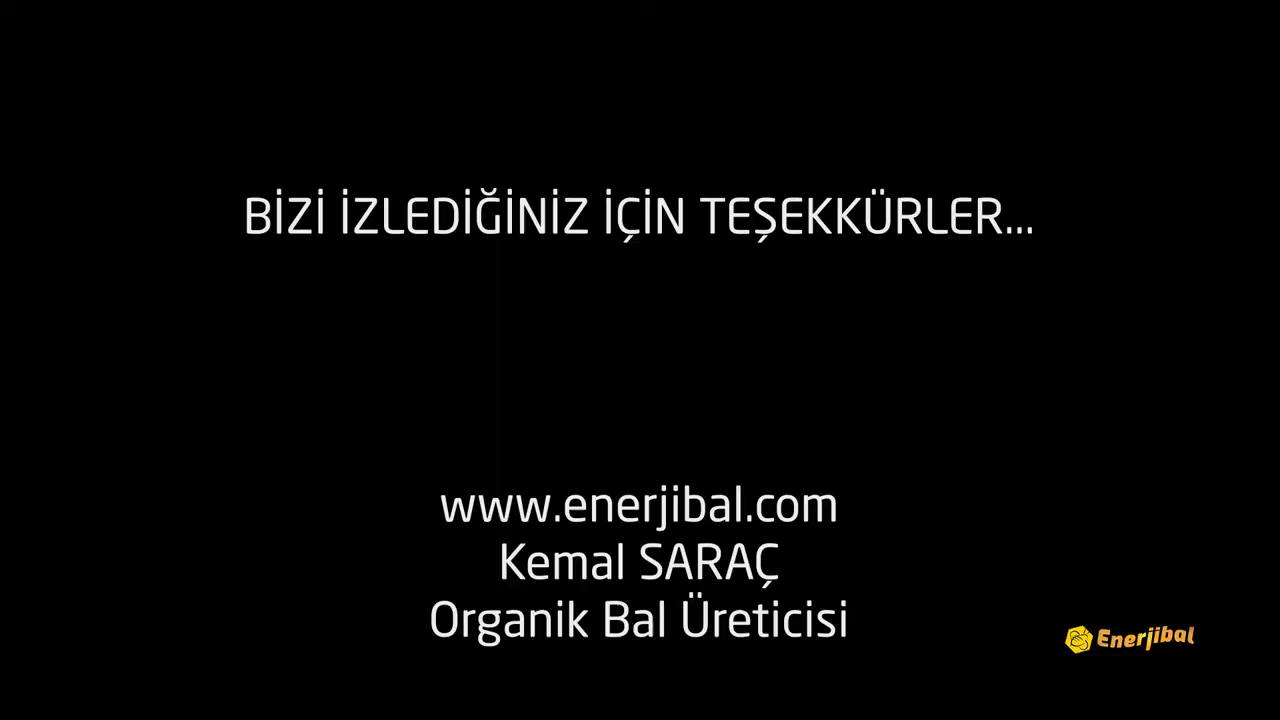 BİZİ İZLEDİĞİNİZ İÇİN TEŞEKKÜRLER...
www.enerjibal.com
Kemal SARAÇ
Organik Bal Üreticisi
Enerjibal